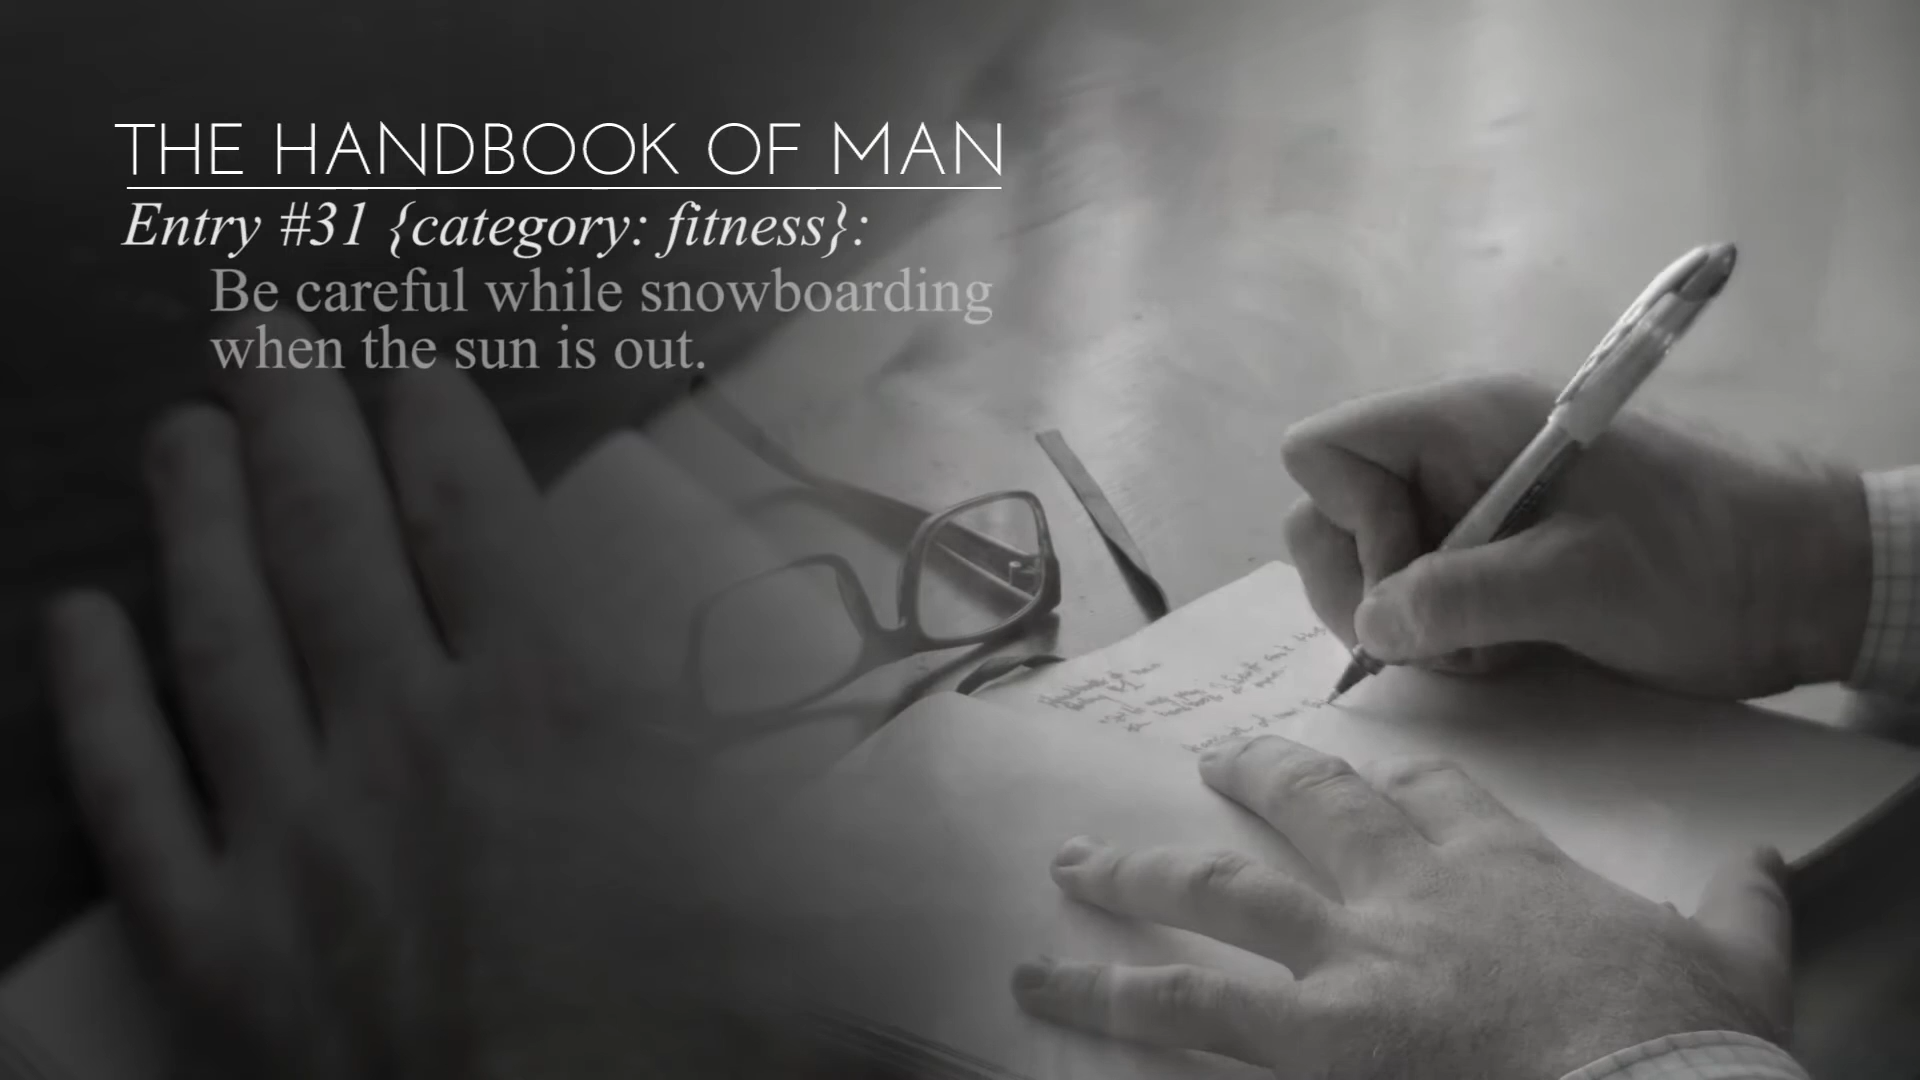 THE HANDBOOK OF MAN
Entry #31 {category: fitness}:
Be careful while snowboarding
when the sun is out.